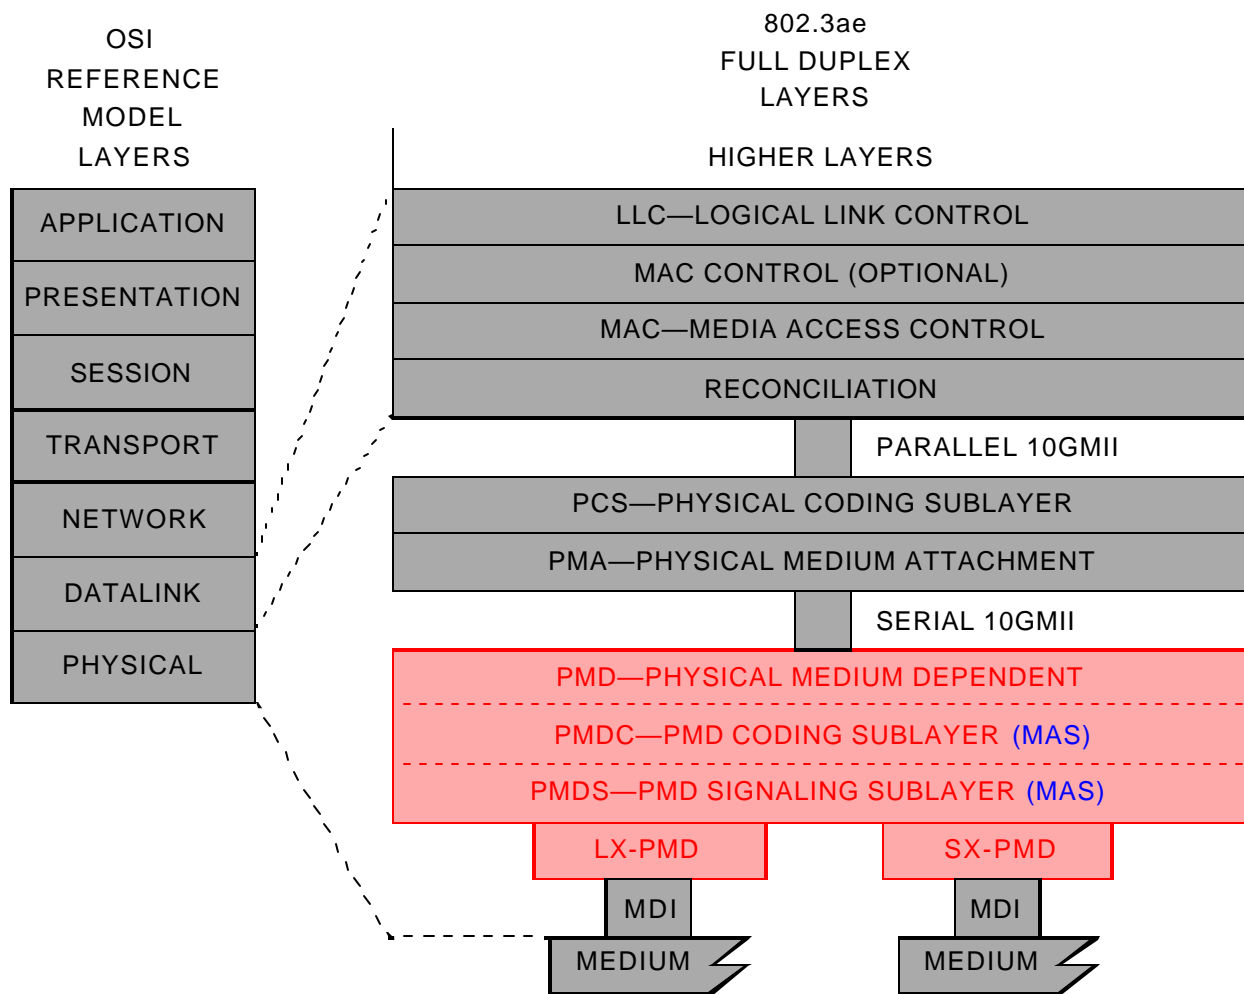 OSI
REFERENCE
MODEL
LAYERS
APPLICATION
PRESENTATION
SESSION
TRANSPORT
NETWORK
DATALINK
PHYSICAL
802.3ae
FULL DUPLEX
LAYERS
HIGHER LAYERS
LLC—LOGICAL LINK CONTROL
MAC CONTROL (OPTIONAL)
MAC—MEDIA ACCESS CONTROL
RECONCILIATION
PARALLEL 10GMII
PCS—PHYSICAL CODING SUBLAYER
PMA—PHYSICAL MEDIUM ATTACHMENT
SERIAL 10GMII
PMD—PHYSICAL MEDIUM DEPENDENT
PMDC—PMD CODING SUBLAYER (MAS)
PMDS—PMD SIGNALING SUBLAYER (MAS)
LX-PMD
SX-PMD
MDI
MDI
MEDIUM
MEDIUM